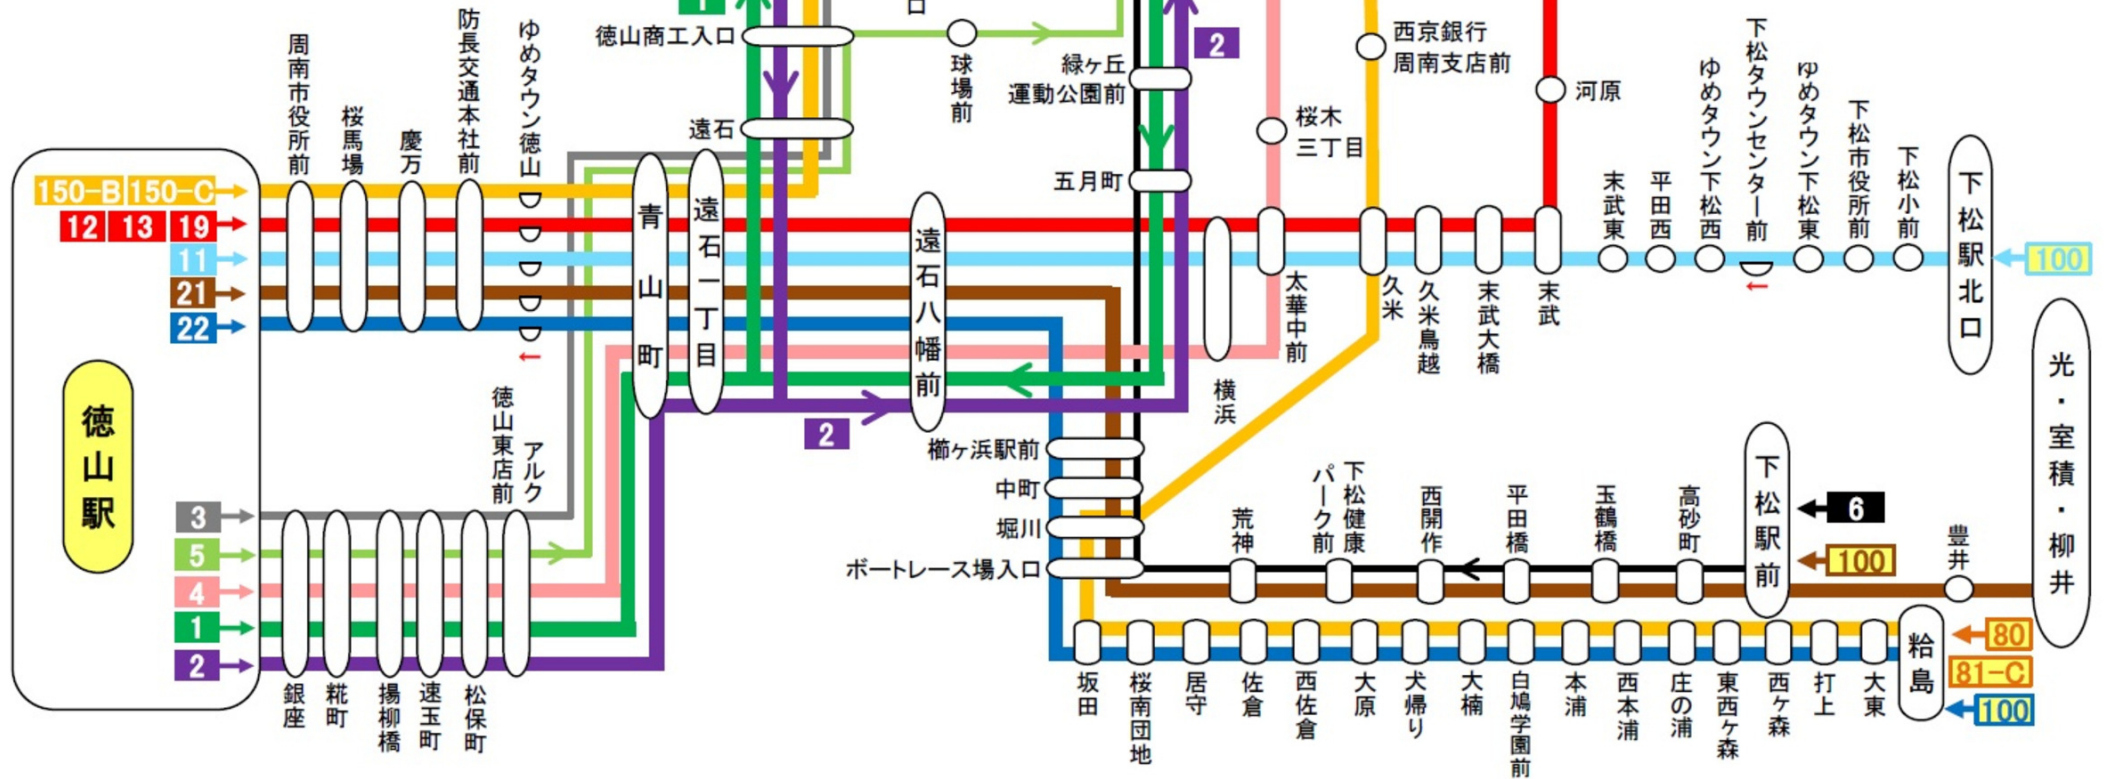 1
口
徳山商工入口
球場前
緑ヶ丘
運動公園前
2
西京銀行
周南支店前
河原
桜木
三丁目
遠石
五月町
周南市役所前
桜馬場
慶万
防長交通本社前
ゆめタウン徳山
150-B
150-C
12
13
19
11
21
22
徳山駅
3
5
4
1
2
青山町
遠石一丁目
遠石八幡前
横浜
太華中前
久米
久米鳥越
末武大橋
末武
末武東
平田西
ゆめタウン下松西
下松タウンセンター前
ゆめタウン下松東
下松市役所前
下松小前
下松駅北口
100
光・室積・柳井
徳山東店前
アルク
銀座
糀町
揚柳橋
速玉町
松保町
2
櫛ヶ浜駅前
中町
堀川
ボートレース場入口
荒神
下松健康
パーク前
西開作
平田橋
玉鶴橋
高砂町
下松駅前
6
100
豊井
坂田
桜南団地
居守
佐倉
西佐倉
大原
犬帰り
大楠
白鳩学園前
本浦
西本浦
庄の浦
東西ヶ森
西ヶ森
打上
大東
粭島
80
81-C
100